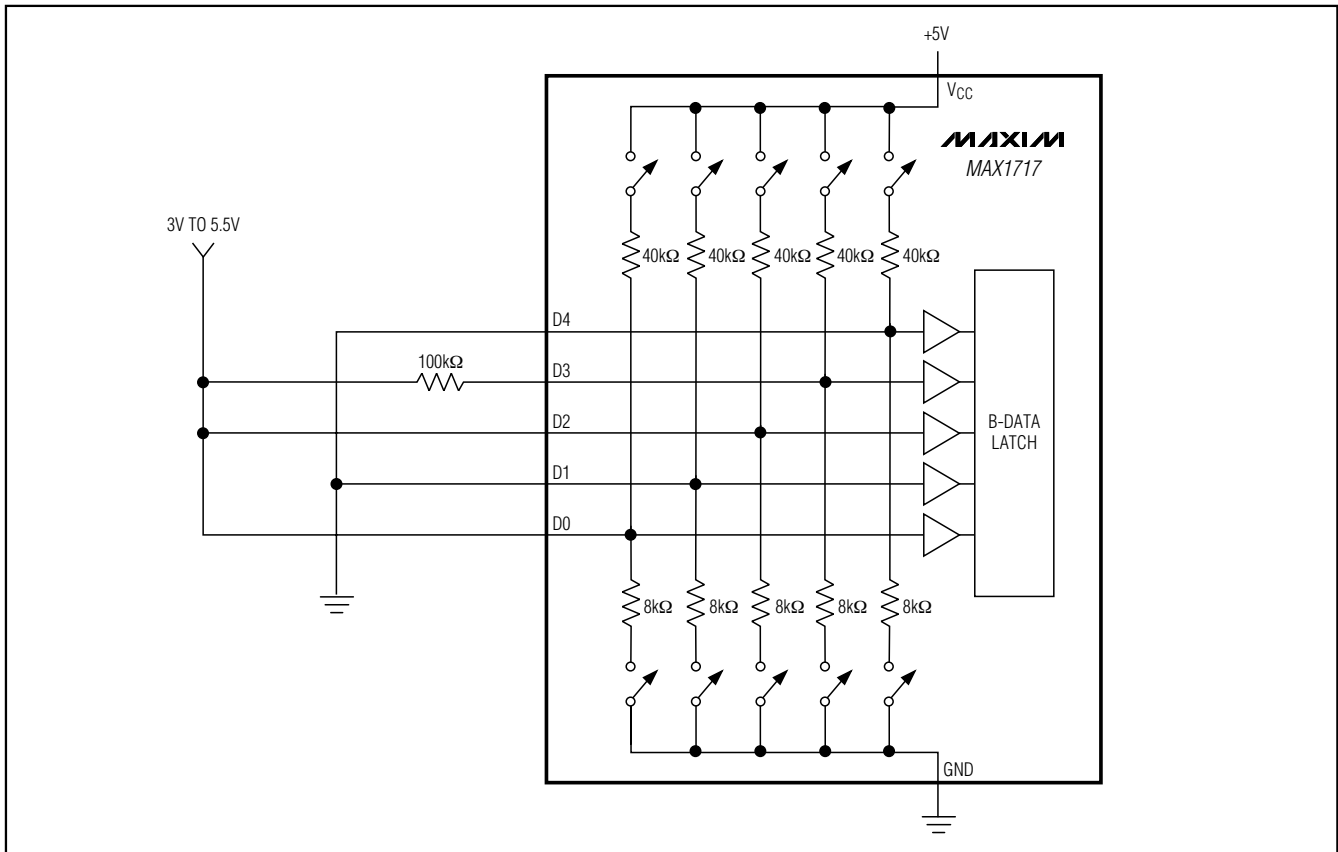 +5V
VCC
MAXIM
MAX1717
3V TO 5.5V
40kΩ 40kΩ 40kΩ 40kΩ 40kΩ
D4
100kΩ
D3
D2
B-DATA
LATCH
D1
D0
8kΩ 8kΩ 8kΩ 8kΩ 8kΩ
GND